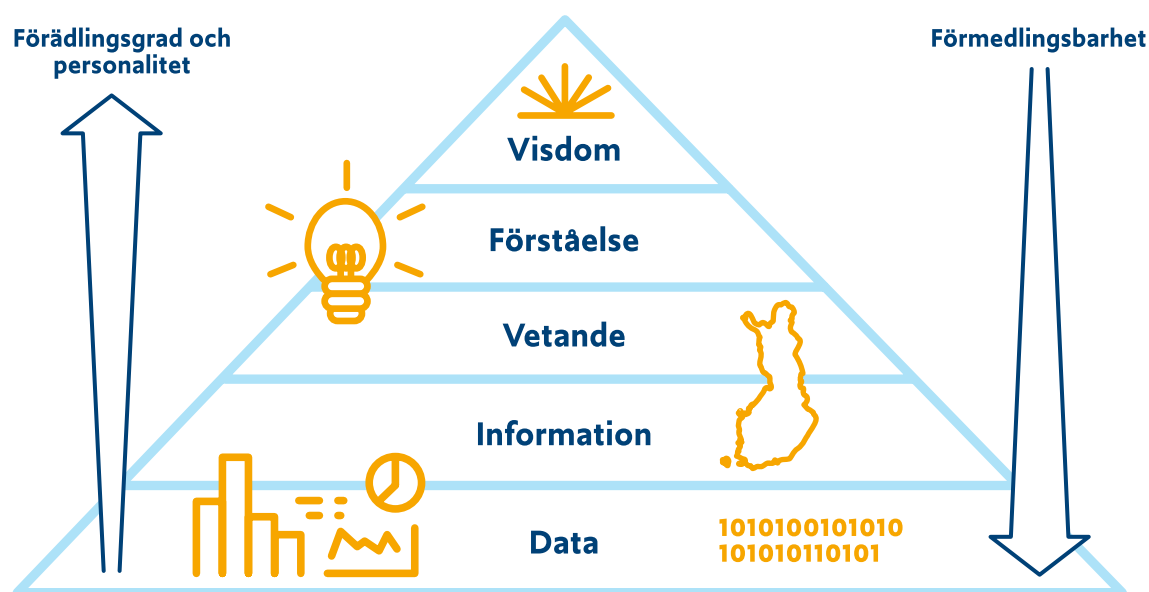 Förädlingsgrad och
personalitet
Förmedlingsbarhet
Visdom
Förståelse
Vetande
Information
Data
1010100101010
101010110101